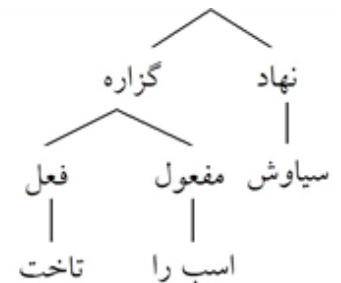 نهاد گزاره
سیاوش مفعول فعل
اسب را تاخت